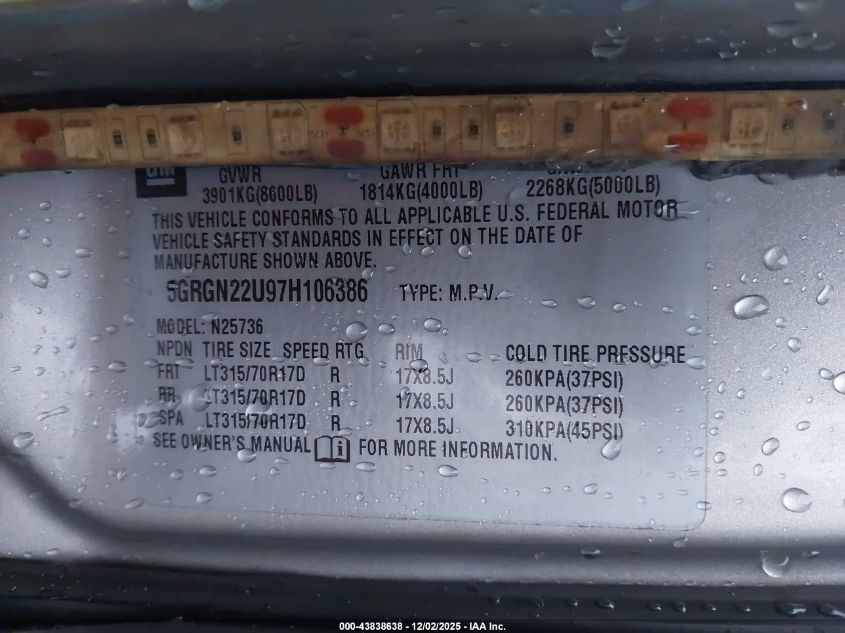 GM
GVWR GAWR FRT
3901KG(8600LB) 1814KG(4000LB) 2268KG(5000LB)
THIS VEHICLE CONFORMS TO ALL APPLICABLE U.S. FEDERAL MOTOR
VEHICLE SAFETY STANDARDS IN EFFECT ON THE DATE OF
MANUFACTURE SHOWN ABOVE.
5GRGN22U97H106386 TYPE: M.P.V.
MODEL: N25736
NPDN TIRE SIZE SPEED RTG RIM COLD TIRE PRESSURE
FRT LT315/70R17D R 17X8.5J 260KPA(37PSI)
RR LT315/70R17D R 17X8.5J 260KPA(37PSI)
SPA LT315/70R17D R 17X8.5J 310KPA(45PSI)
SEE OWNER'S MANUAL i FOR MORE INFORMATION.
000-43838638 - 12/02/2025 - IAA Inc.